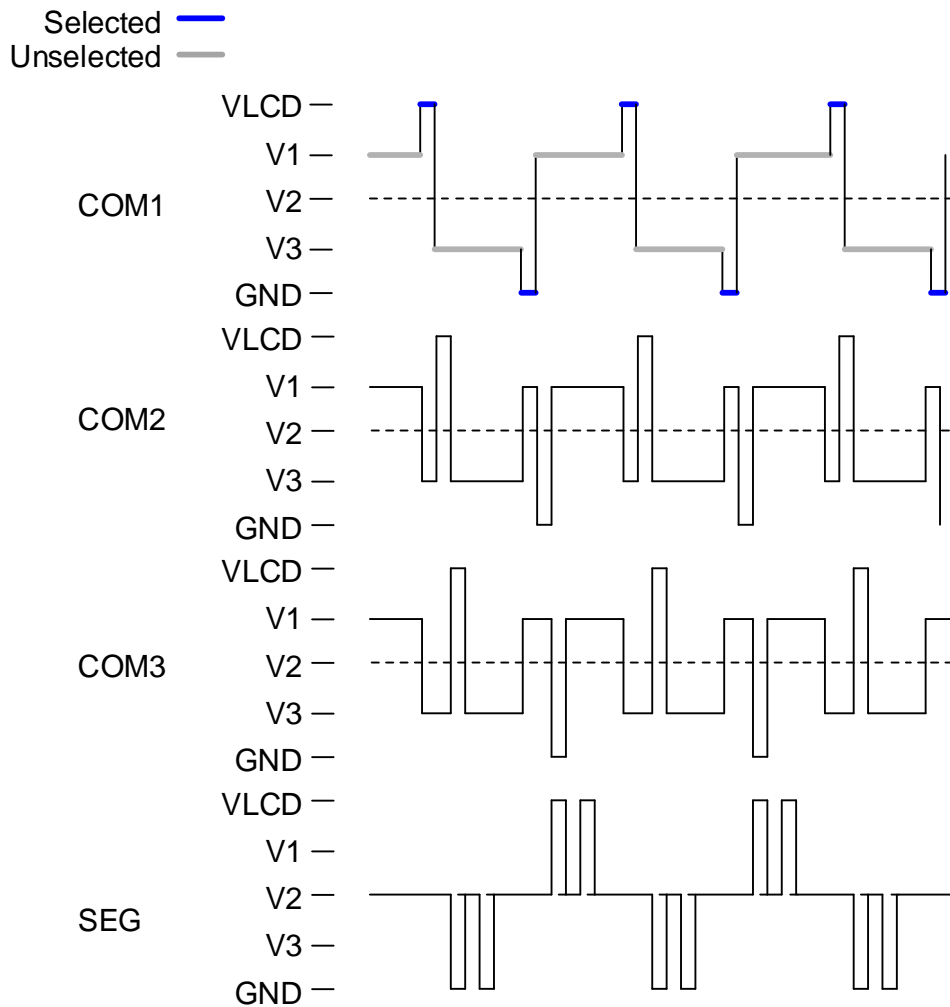 Selected
Unselected
VLCD
V1
COM1
V2
V3
GND
VLCD
V1
COM2
V2
V3
GND
VLCD
V1
COM3
V2
V3
GND
VLCD
V1
V2
SEG
V3
GND